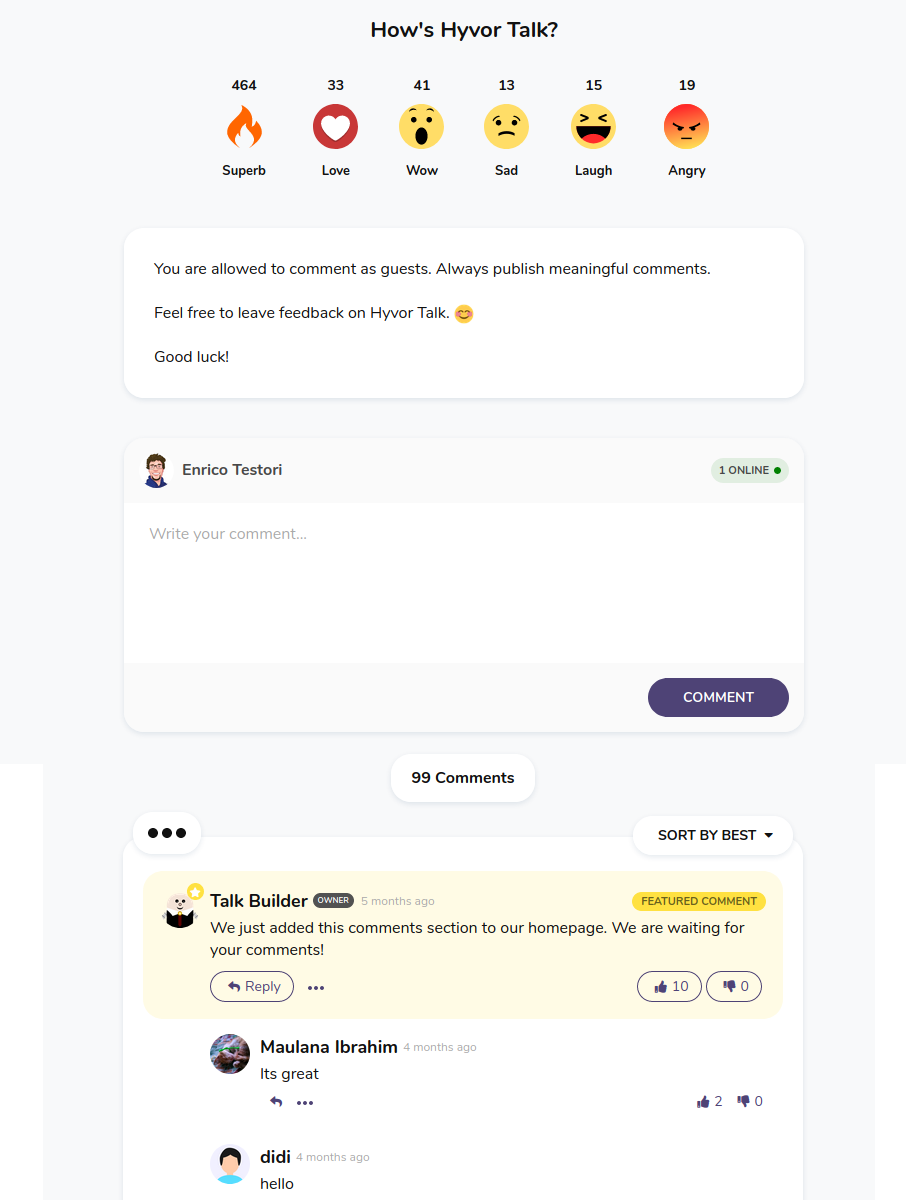 How's Hyvor Talk?
464 33 41 13 15 19
Superb Love Wow Sad Laugh Angry
You are allowed to comment as guests. Always publish meaningful comments.
Feel free to leave feedback on Hyvor Talk. 😊
Good luck!
Enrico Testori 1 ONLINE
Write your comment...
COMMENT
99 Comments
SORT BY BEST
Talk Builder OWNER 5 months ago FEATURED COMMENT
We just added this comments section to our homepage. We are waiting for
your comments!
Reply 10 0
Maulana Ibrahim 4 months ago
Its great
2 0
didi 4 months ago
hello